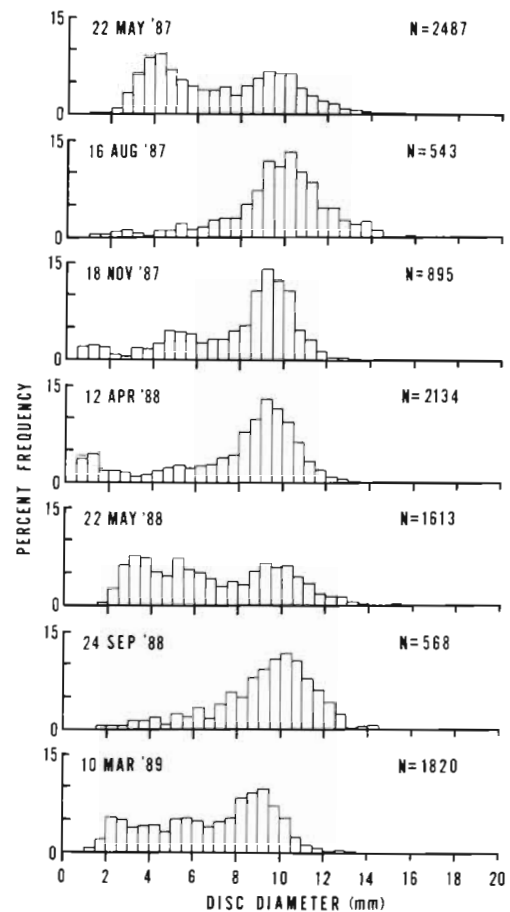 15
22 MAY '87 N=2487
0
15
16 AUG '87 N=543
0
15
18 NOV '87 N=895
0
15
12 APR '88 N=2134
0
15
22 MAY '88 N=1613
0
15
24 SEP '88 N=568
0
15
10 MAR '89 N=1820
0
0 2 4 6 8 10 12 14 16 18 20
DISC DIAMETER (mm)
PERCENT FREQUENCY